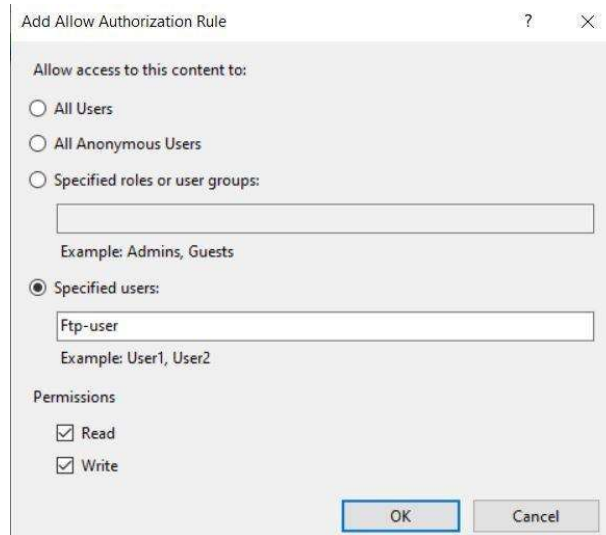 Add Allow Authorization Rule
Allow access to this content to:
All Users
All Anonymous Users
Specified roles or user groups:
Example: Admins, Guests
Specified users:
Ftp-user
Example: User1, User2
Permissions
Read
Write
OK Cancel